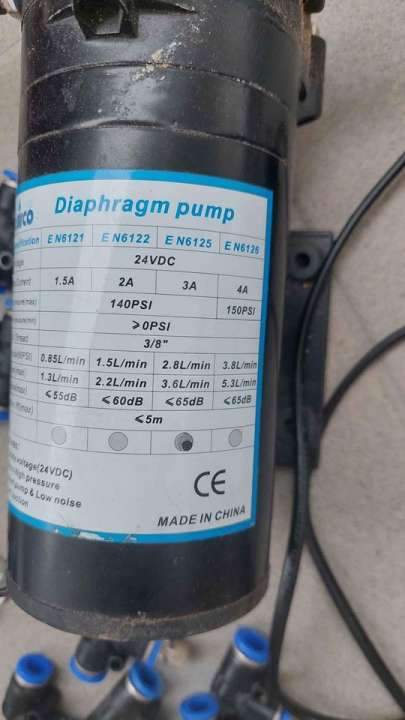 Diaphragm pump
EN6121 EN6122 EN6125 EN6126
24VDC
1.5A 2A 3A 4A
140PSI 150PSI
≥0PSI
3/8"
0.85L/min 1.5L/min 2.8L/min 3.8L/min
1.3L/min 2.2L/min 3.6L/min 5.3L/min
≤55dB ≤60dB ≤65dB ≤65dB
≤5m
voltage(24VDC)
pressure
pump & Low noise
CE
MADE IN CHINA